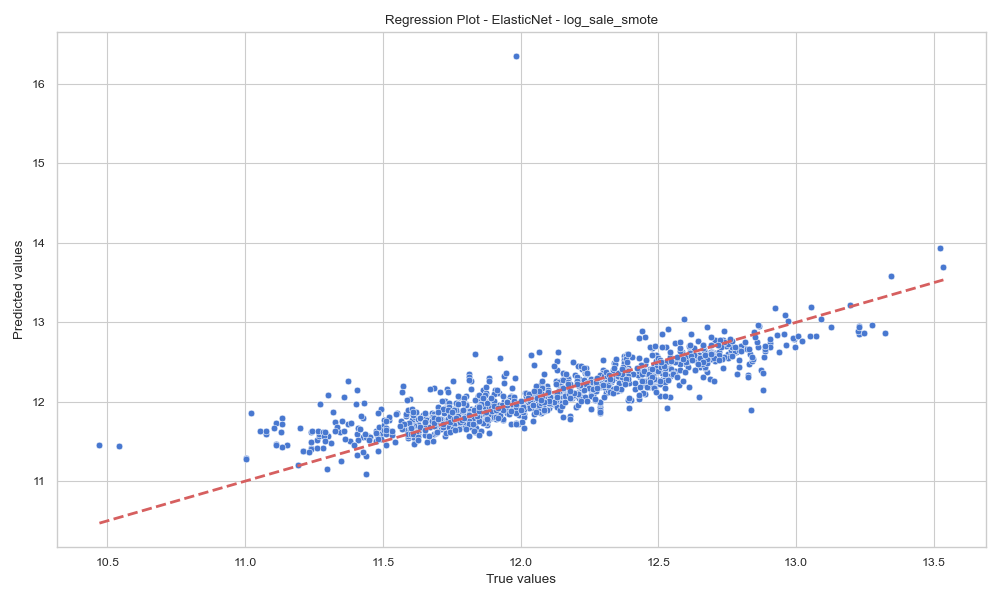 Regression Plot - ElasticNet - log_sale_smote
16
15
14
13
12
11
Predicted values
10.5 11.0 11.5 12.0 12.5 13.0 13.5
True values